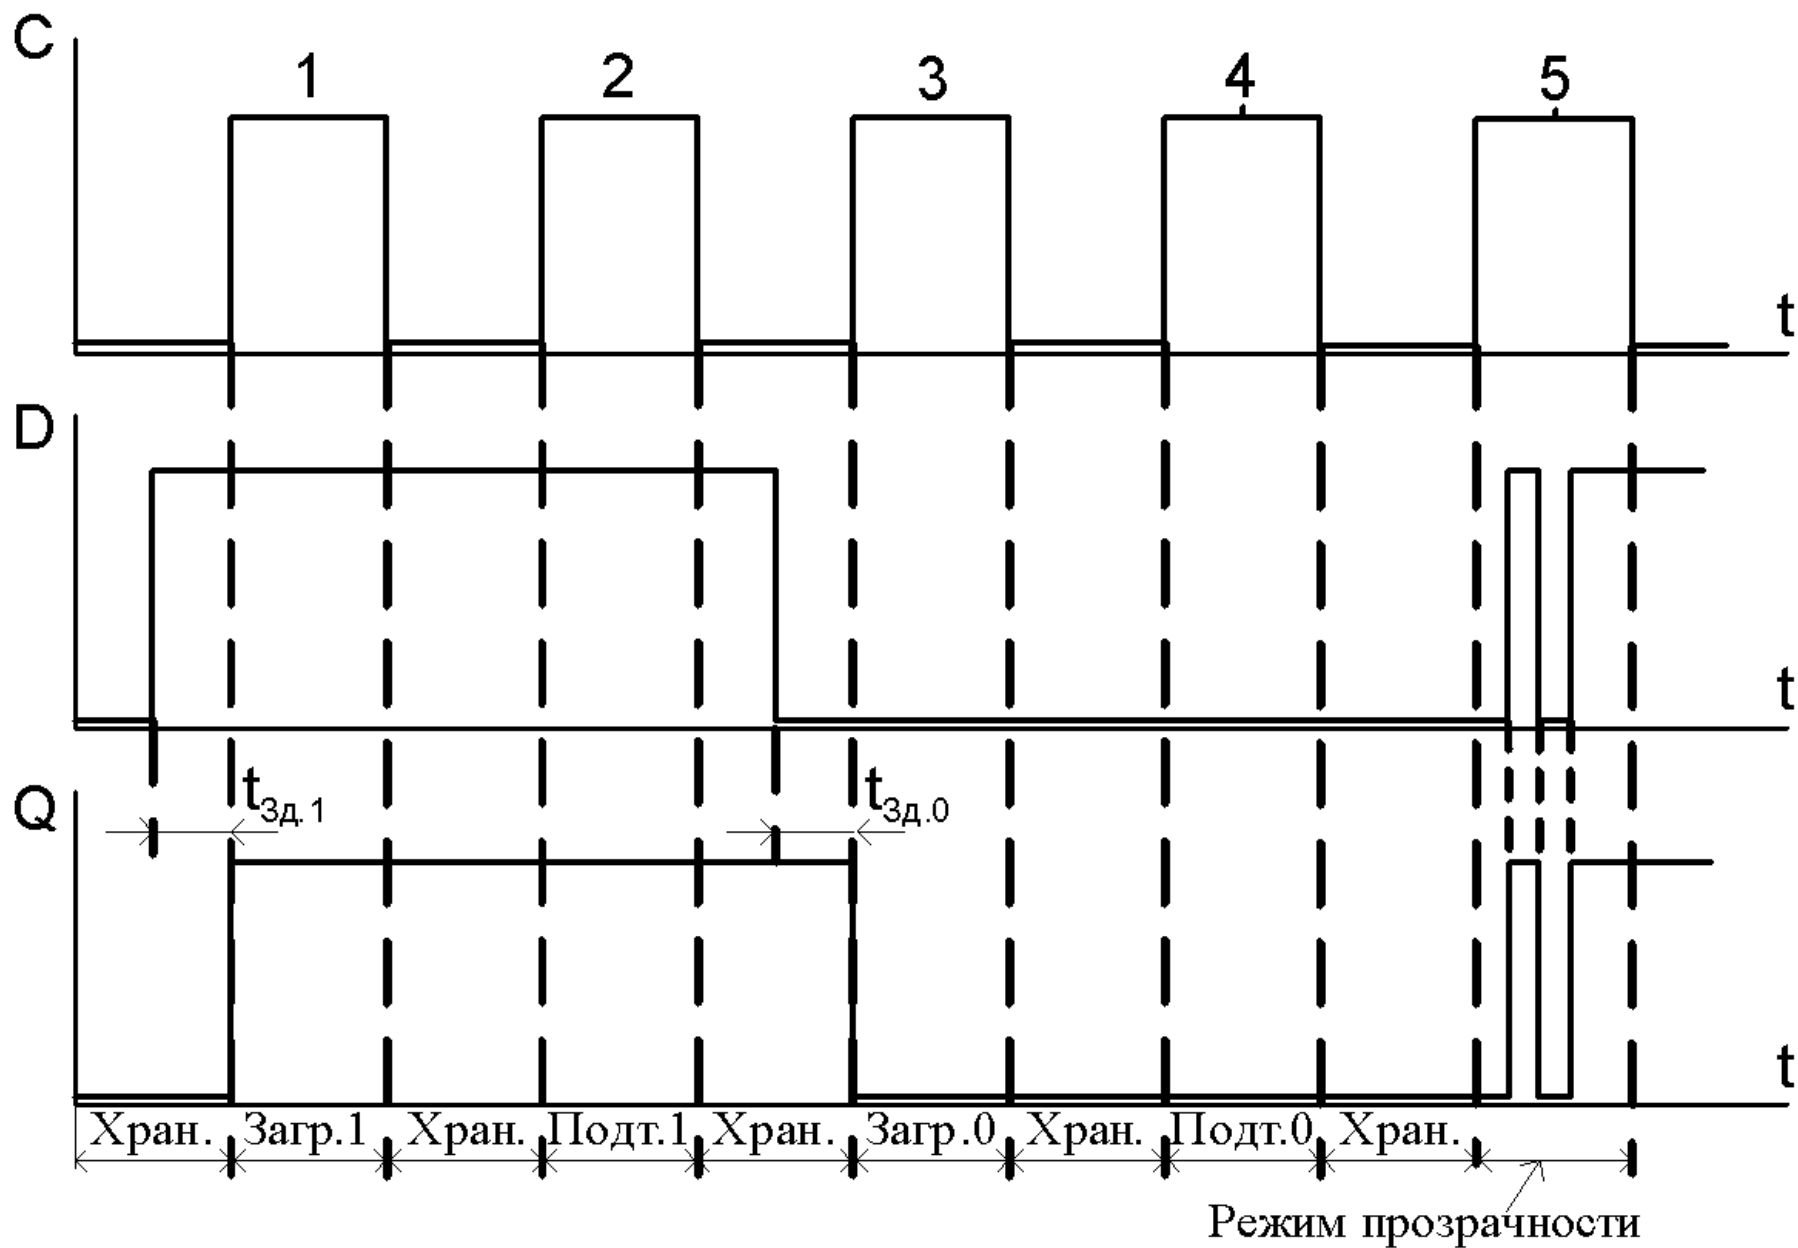 C
1 2 3 4 5
t
D
t
Q
tЗд.1 tЗд.0
t
Хран. Загр.1 Хран. Подт.1 Хран. Загр.0 Хран. Подт.0 Хран.
Режим прозрачности